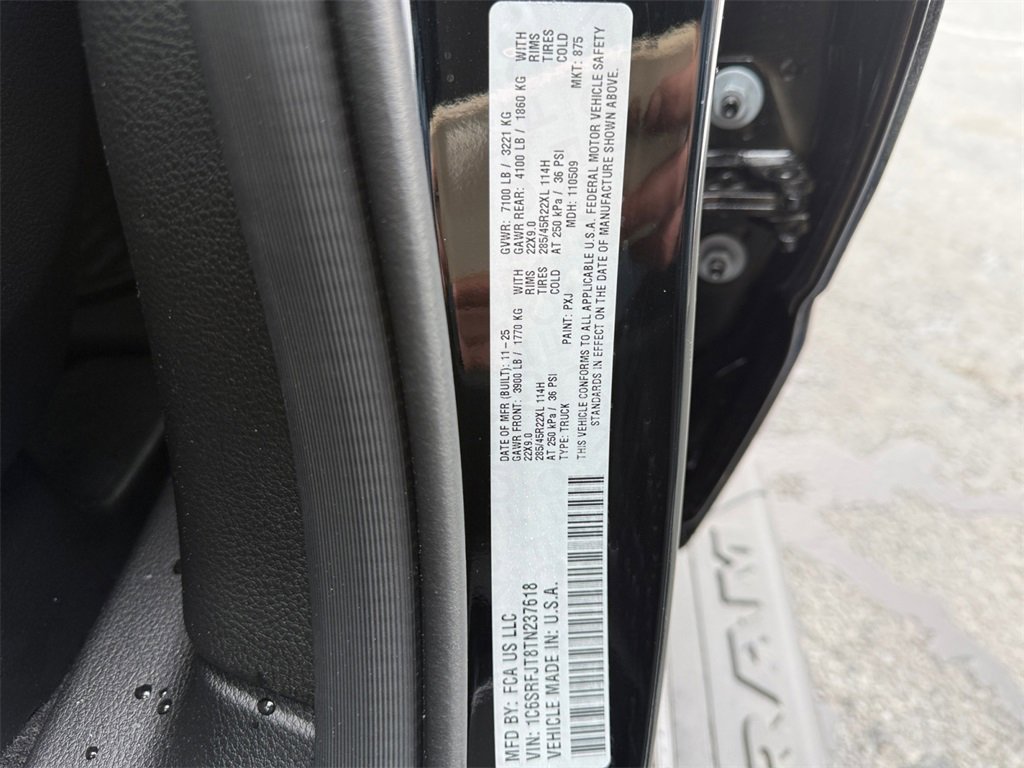 MFD BY: FCA US LLC
VIN: 1C6SRFJT8TN237618
VEHICLE MADE IN: U.S.A.
DATE OF MFR (BUILT): 11-25
GAWR FRONT: 3900 LB / 1770 KG WITH
22X9.0 RIMS
285/45R22XL 114H TIRES
AT 250 kPa / 36 PSI COLD
TYPE: TRUCK PAINT: PXJ
GVWR: 7100 LB / 3221 KG
GAWR REAR: 4100 LB / 1860 KG WITH
22X9.0 RIMS
285/45R22XL 114H TIRES
AT 250 kPa / 36 PSI COLD
MDH: 110509 MKT: 875
THIS VEHICLE CONFORMS TO ALL APPLICABLE U.S.A. FEDERAL MOTOR VEHICLE SAFETY
STANDARDS IN EFFECT ON THE DATE OF MANUFACTURE SHOWN ABOVE.
RAM